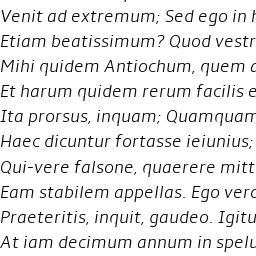 Venit ad extremum; Sed ego in
Etiam beatissimum? Quod vestr
Mihi quidem Antiochum, quem
Et harum quidem rerum facilis e
Ita prorsus, inquam; Quamquam
Haec dicuntur fortasse ieiunius;
Qui-vere falsone, quaerere mitt
Eam stabilem appellas. Ego vero
Praeteritis, inquit, gaudeo. Igitu
At iam decimum annum in spelu